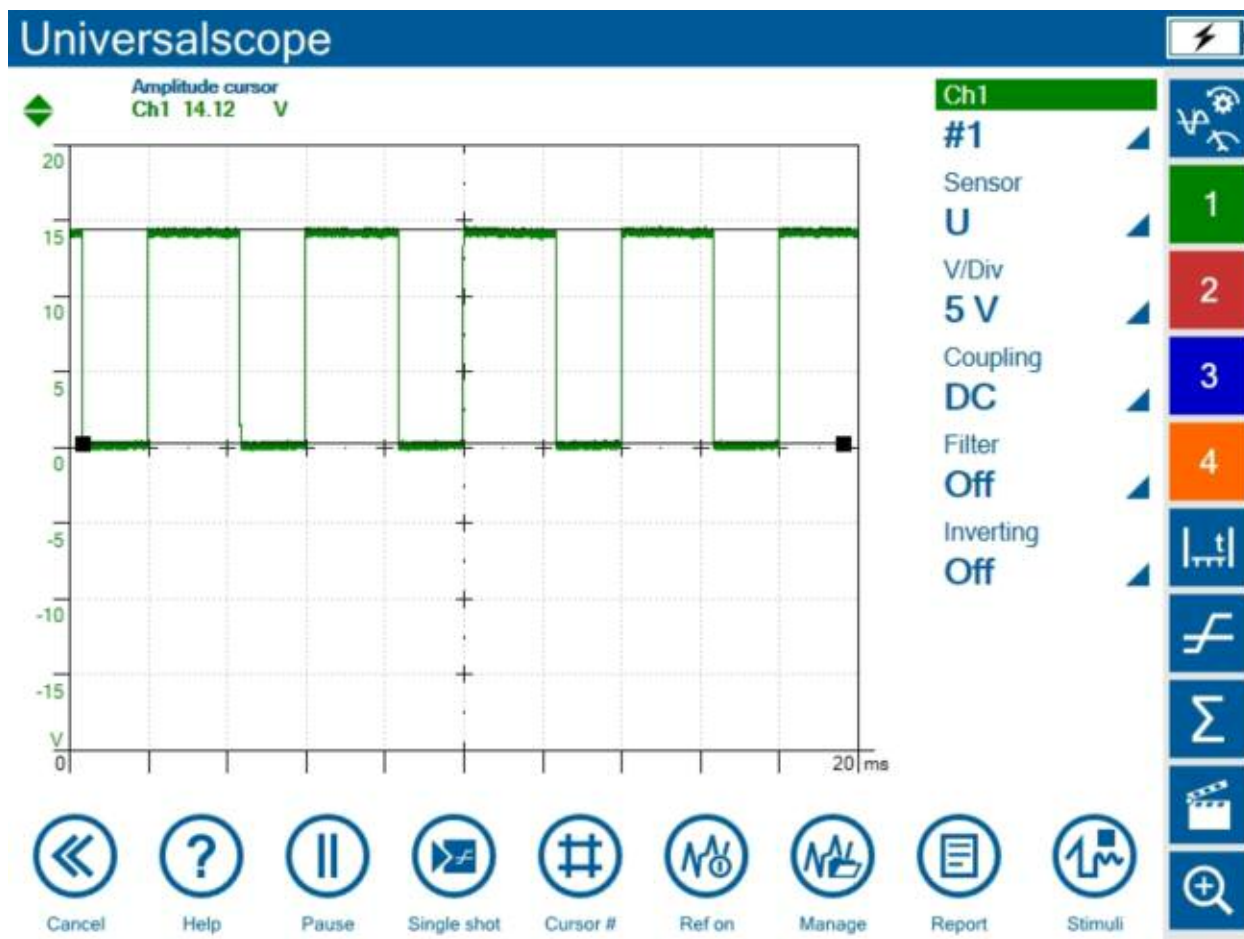 Universalscope
Amplitude cursor
Ch1 14.12 V
20
15
10
5
0
-5
-10
-15
V
0
20 ms
Ch1
#1
Sensor
U
V/Div
5 V
Coupling
DC
Filter
Off
Inverting
Off
1
2
3
4
t
Σ
?
Cancel
Help
Pause
Single shot
Cursor #
Ref on
Manage
Report
Stimuli